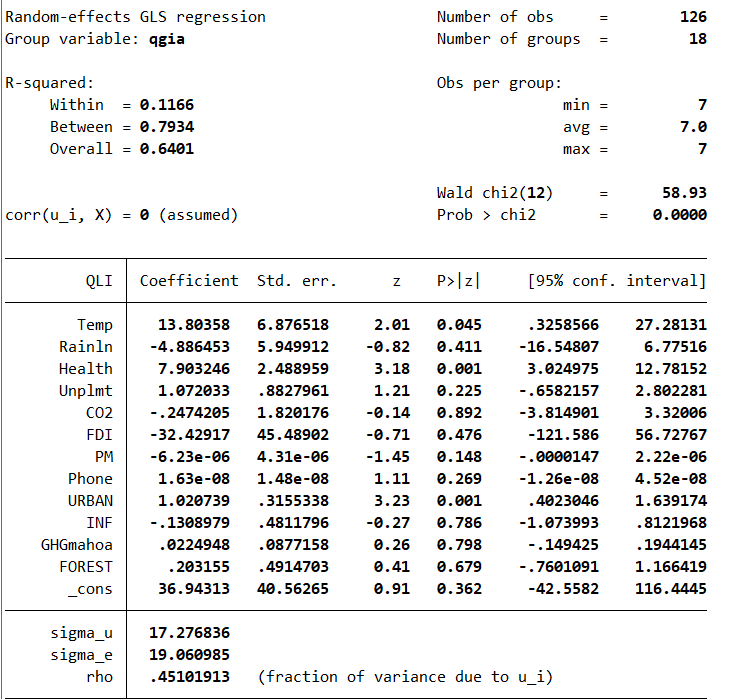 Random-effects GLS regression Number of obs = 126
Group variable: qgia Number of groups = 18
R-squared: Obs per group:
Within = 0.1166 min = 7
Between = 0.7934 avg = 7.0
Overall = 0.6401 max = 7
Wald chi2(12) = 58.93
corr(u_i, X) = 0 (assumed) Prob > chi2 = 0.0000
QLI Coefficient Std. err. z P>|z| [95% conf. interval]
Temp 13.80358 6.876518 2.01 0.045 .3258566 27.28131
Rainln -4.886453 5.949912 -0.82 0.411 -16.54807 6.77516
Health 7.903246 2.488959 3.18 0.001 3.024975 12.78152
Unplmt 1.072033 .8827961 1.21 0.225 -.6582157 2.802281
CO2 -.2474205 1.820176 -0.14 0.892 -3.814901 3.32006
FDI -32.42917 45.48902 -0.71 0.476 -121.586 56.72767
PM -6.23e-06 4.31e-06 -1.45 0.148 -.0000147 2.22e-06
Phone 1.63e-08 1.48e-08 1.11 0.269 -1.26e-08 4.52e-08
URBAN 1.020739 .3155338 3.23 0.001 .4023046 1.639174
INF -.1308979 .4811796 -0.27 0.786 -1.073993 .8121968
GHGmahoa .0224948 .0877158 0.26 0.798 -.149425 .1944145
FOREST .203155 .4914703 0.41 0.679 -.7601091 1.166419
_cons 36.94313 40.56265 0.91 0.362 -42.5582 116.4445
sigma_u 17.276836
sigma_e 19.060985
rho .45101913 (fraction of variance due to u_i)